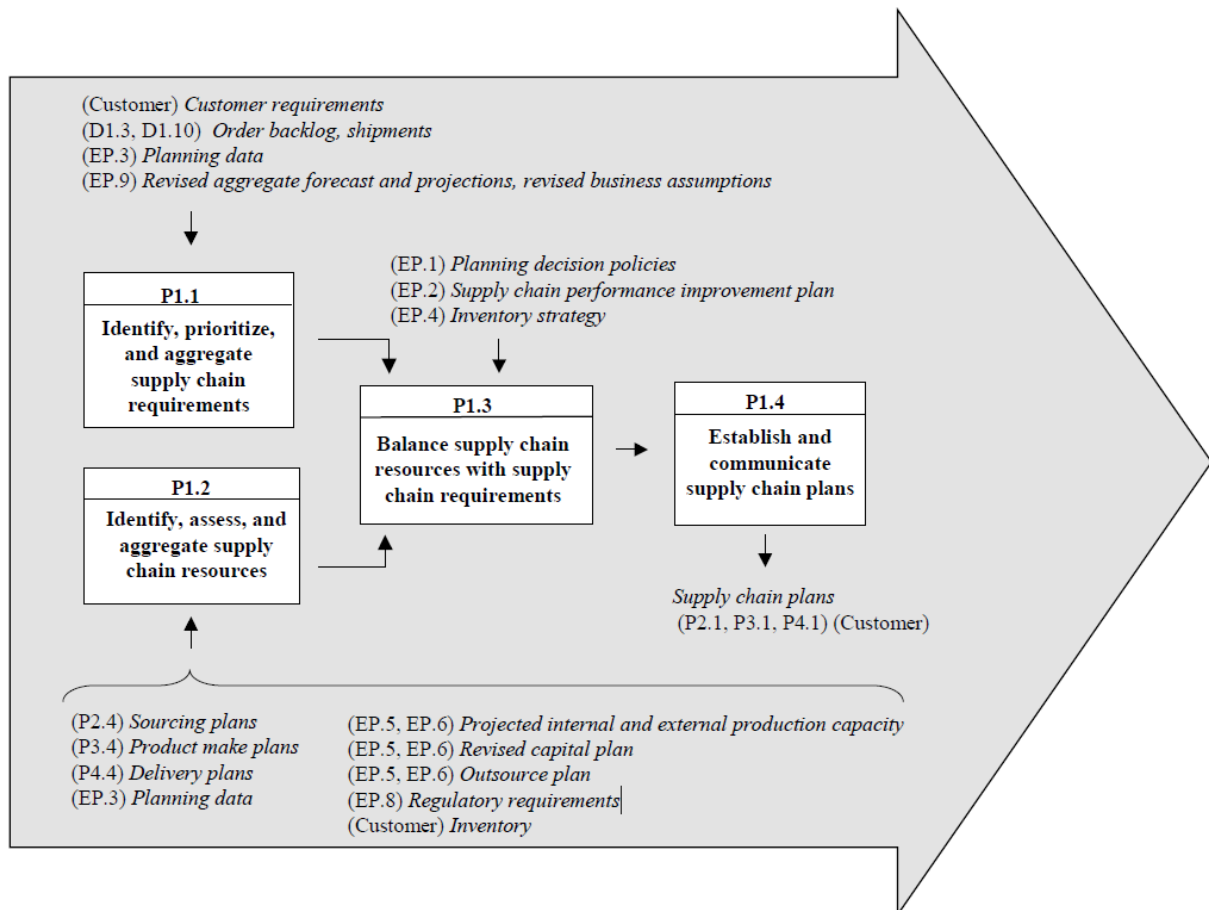 (Customer) Customer requirements
(D1.3, D1.10) Order backlog, shipments
(EP.3) Planning data
(EP.9) Revised aggregate forecast and projections, revised business assumptions
P1.1
Identify, prioritize,
and aggregate
supply chain
requirements
(EP.1) Planning decision policies
(EP.2) Supply chain performance improvement plan
(EP.4) Inventory strategy
P1.2
Identify, assess, and
aggregate supply
chain resources
P1.3
Balance supply chain
resources with supply
chain requirements
P1.4
Establish and
communicate
supply chain plans
Supply chain plans
(P2.1, P3.1, P4.1) (Customer)
(P2.4) Sourcing plans
(P3.4) Product make plans
(P4.4) Delivery plans
(EP.3) Planning data
(EP.5, EP.6) Projected internal and external production capacity
(EP.5, EP.6) Revised capital plan
(EP.5, EP.6) Outsource plan
(EP.8) Regulatory requirements
(Customer) Inventory